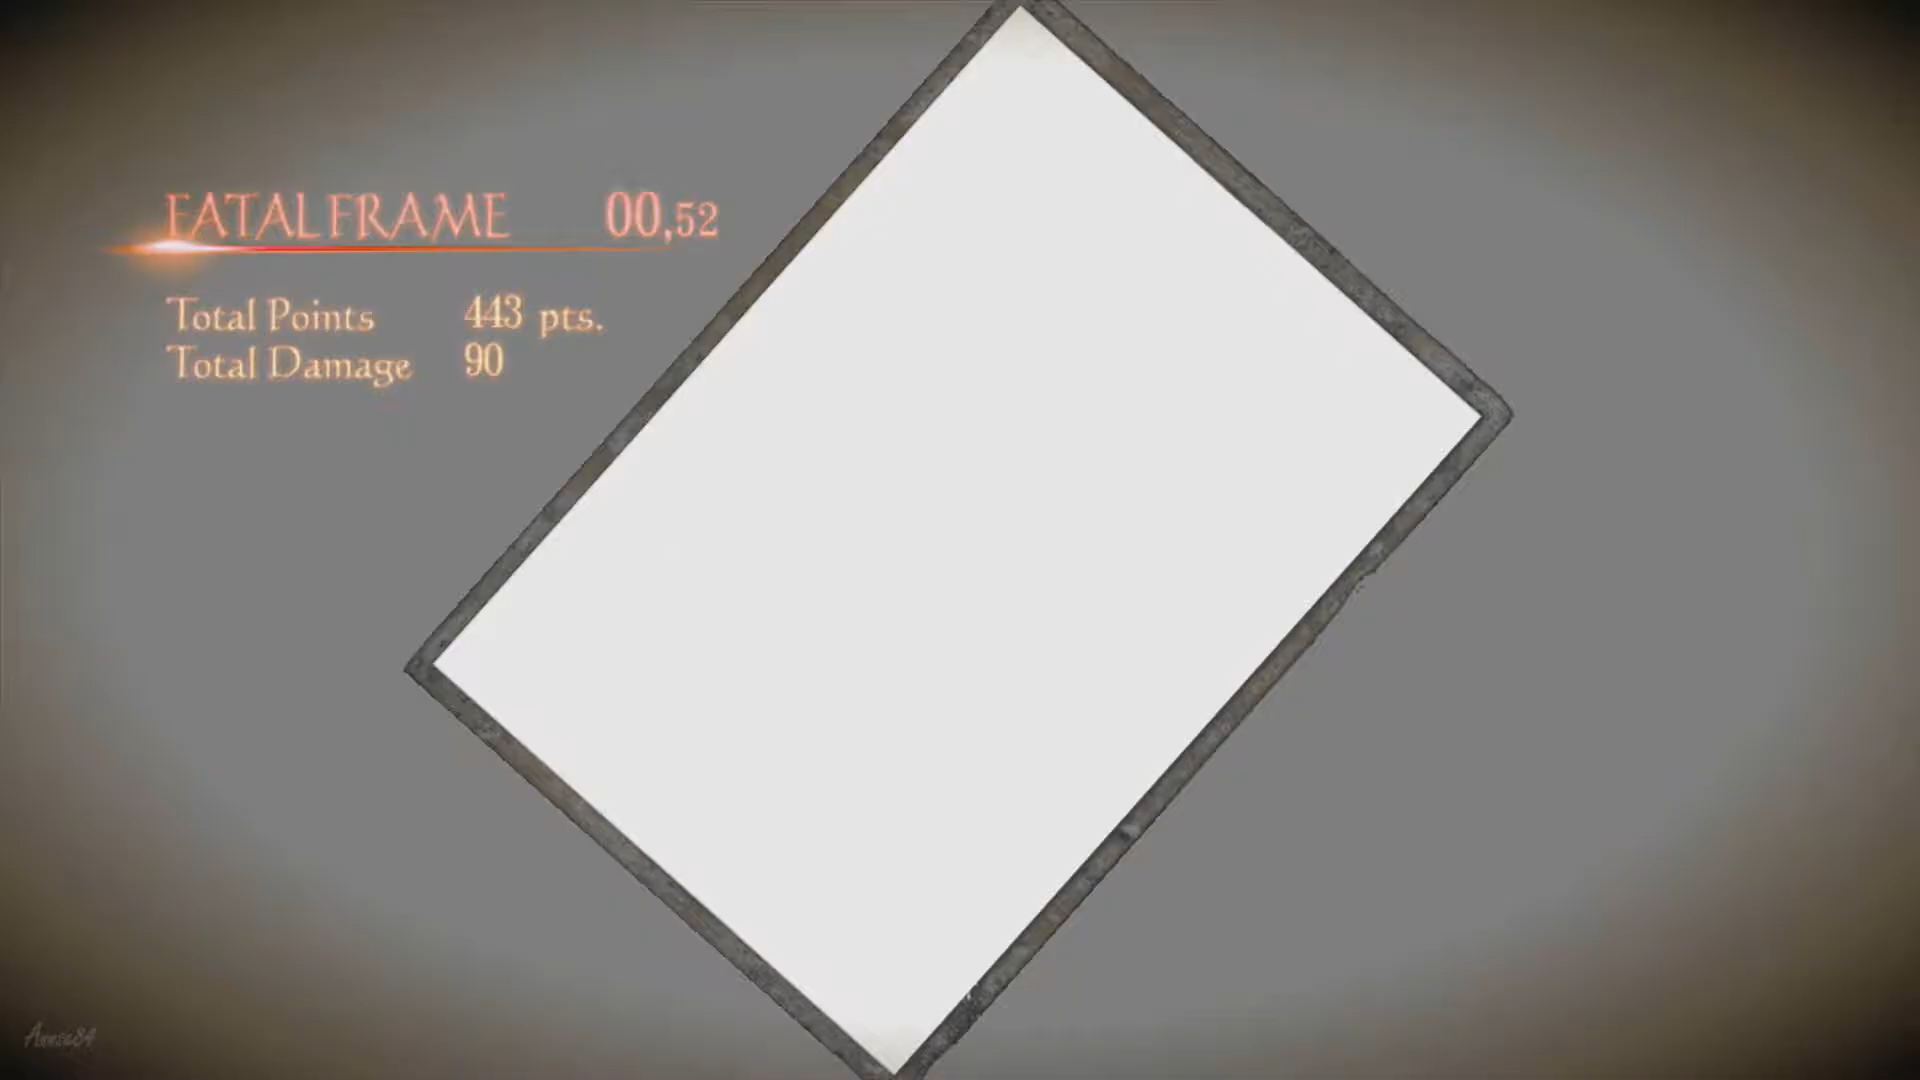 FATAL FRAME 00,52
Total Points 443 pts.
Total Damage 90